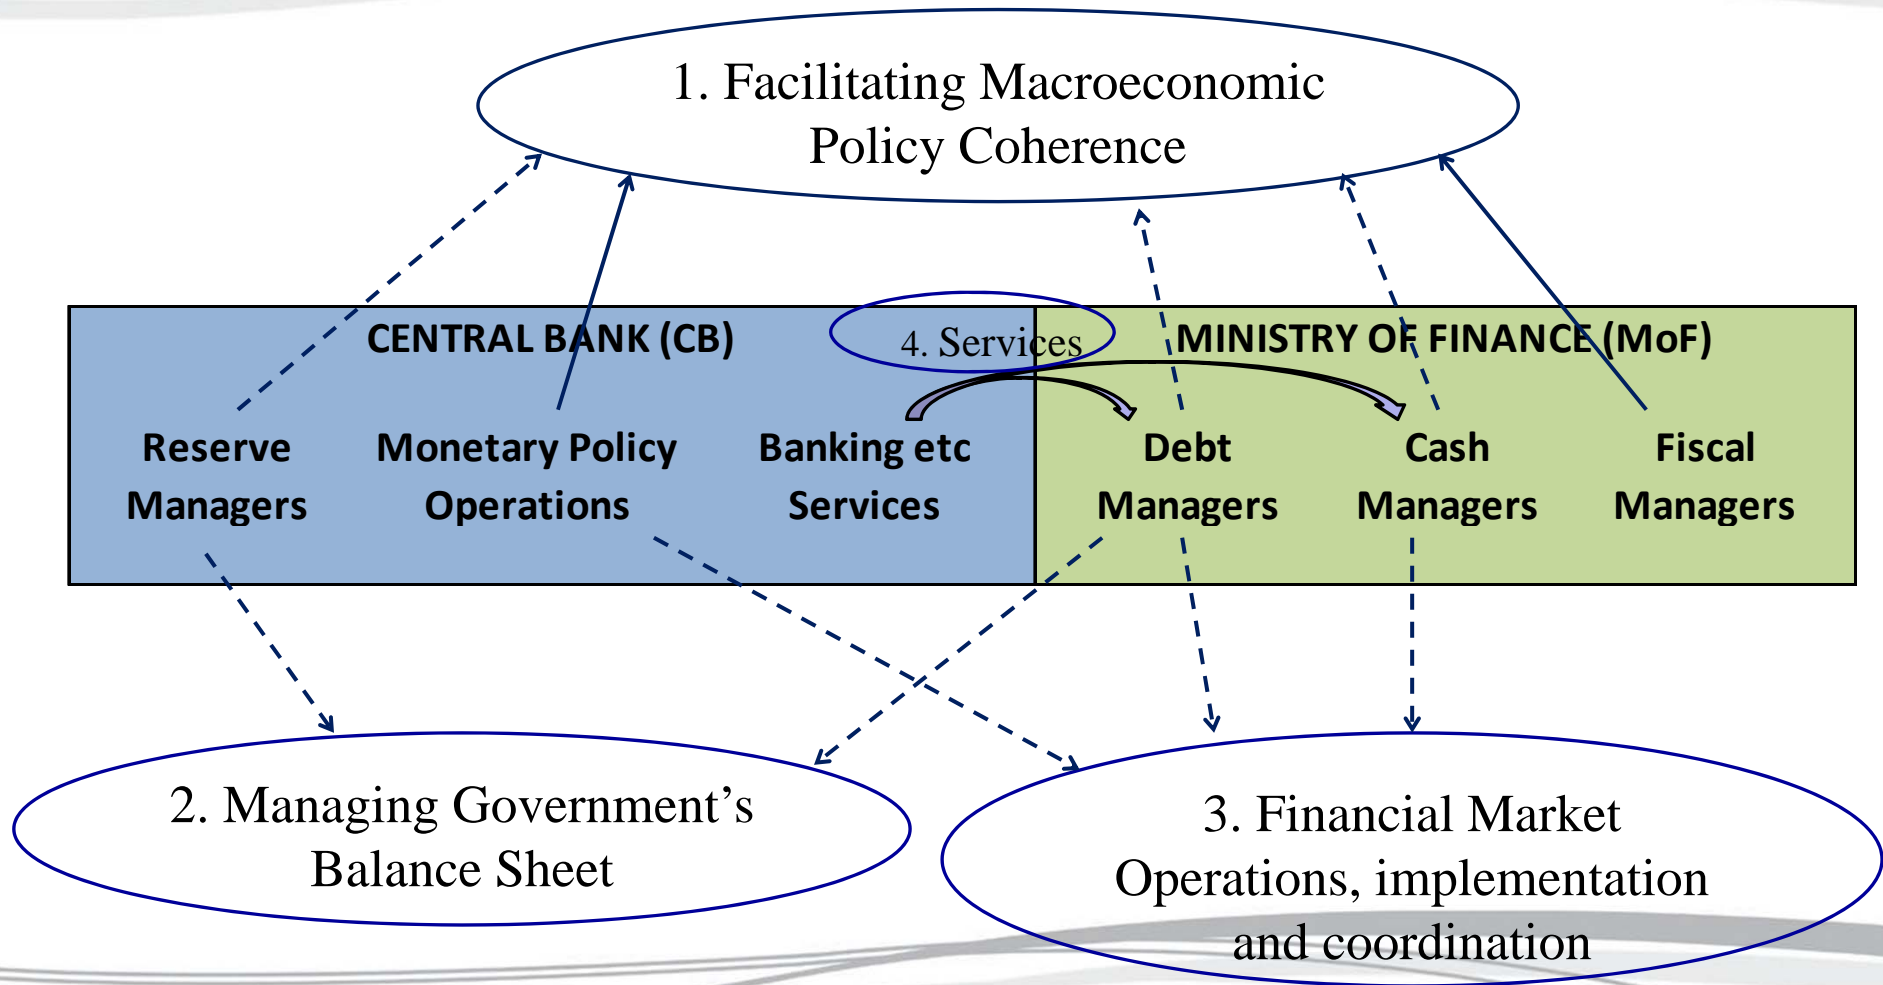 1. Facilitating Macroeconomic
Policy Coherence
CENTRAL BANK (CB)
4. Services
MINISTRY OF FINANCE (MoF)
Reserve
Managers
Monetary Policy
Operations
Banking etc
Services
Debt
Managers
Cash
Managers
Fiscal
Managers
2. Managing Government’s
Balance Sheet
3. Financial Market
Operations, implementation
and coordination